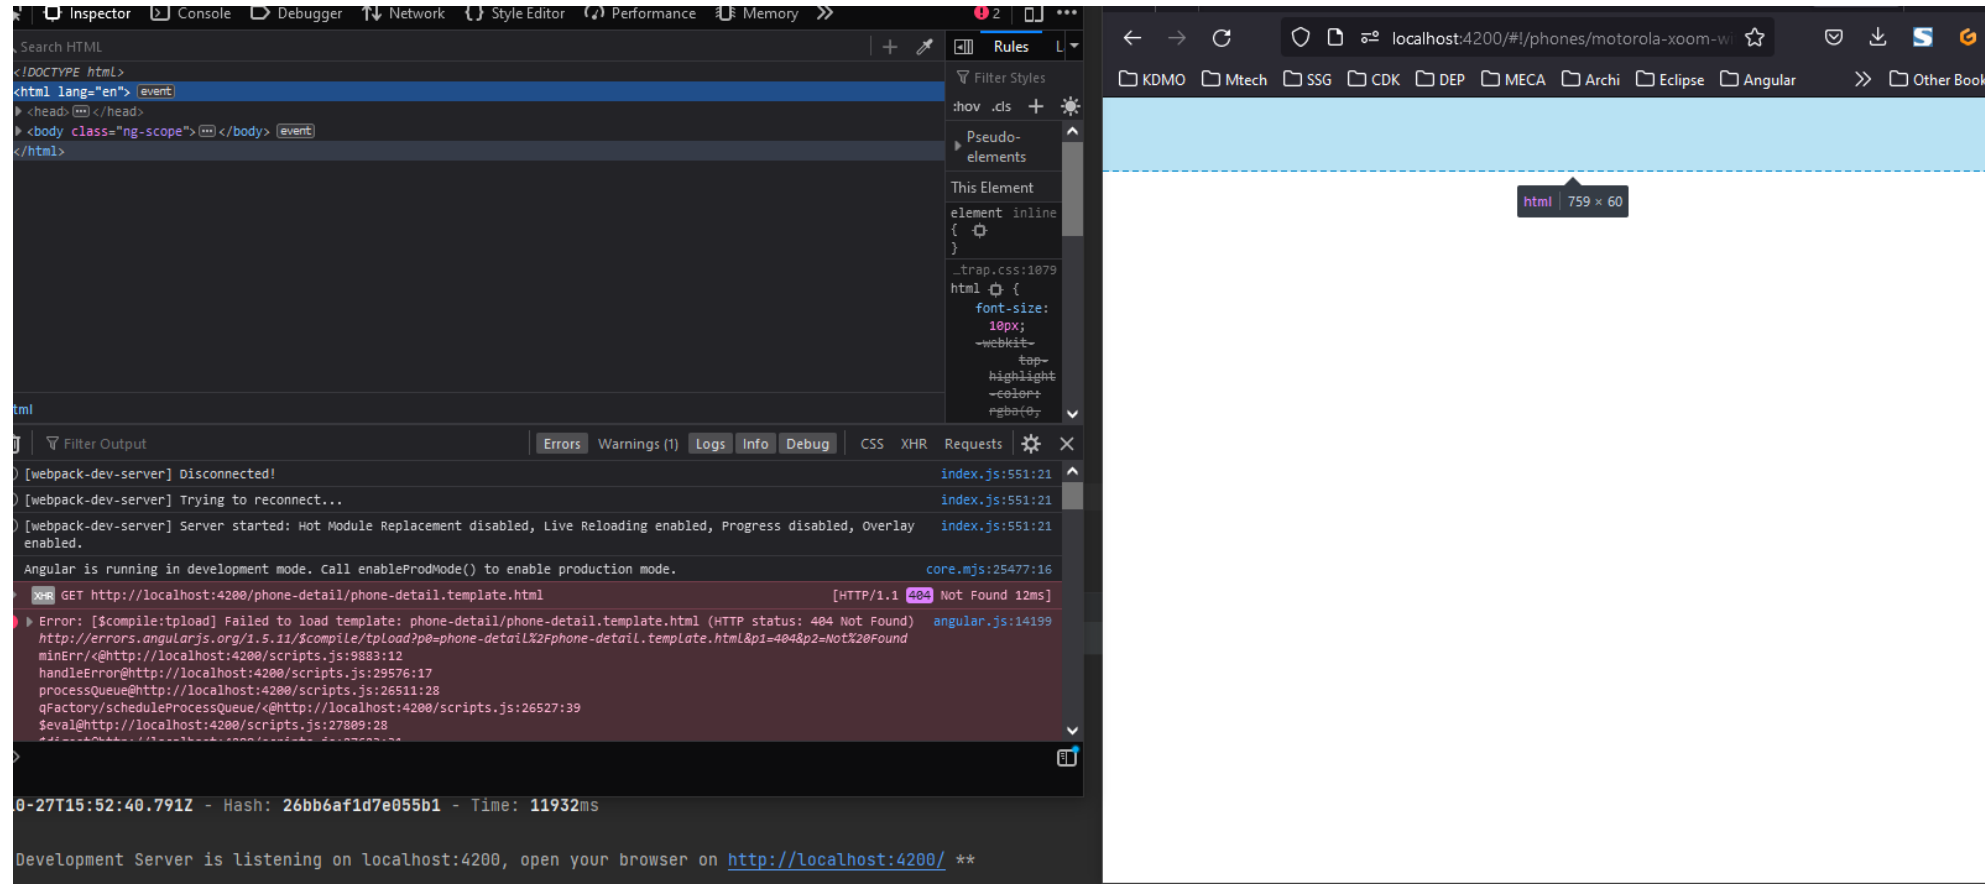 Inspector Console Debugger Network Style Editor Performance Memory 2
Search HTML
Rules L
<!DOCTYPE html>
<html lang="en"> event
<head> </head>
<body class="ng-scope"> </body> event
</html>
Filter Styles
:hov .cls
Pseudo-
elements
This Element
element inline
{
}
…trap.css:1079
html {
font-size:
10px;
-webkit-
tap-
highlight
-color:
rgba(0,
tml
Filter Output Errors Warnings (1) Logs Info Debug CSS XHR Requests
[webpack-dev-server] Disconnected! index.js:551:21
[webpack-dev-server] Trying to reconnect... index.js:551:21
[webpack-dev-server] Server started: Hot Module Replacement disabled, Live Reloading enabled, Progress disabled, Overlay index.js:551:21
enabled.
Angular is running in development mode. Call enableProdMode() to enable production mode. core.mjs:25477:16
XHR GET http://localhost:4200/phone-detail/phone-detail.template.html [HTTP/1.1 404 Not Found 12ms]
Error: [$compile:tpload] Failed to load template: phone-detail/phone-detail.template.html (HTTP status: 404 Not Found) angular.js:14199
http://errors.angularjs.org/1.5.11/$compile/tpload?p0=phone-detail%2Fphone-detail.template.html&p1=404&p2=Not%20Found
minErr/<@http://localhost:4200/scripts.js:9883:12
handleError@http://localhost:4200/scripts.js:29576:17
processQueue@http://localhost:4200/scripts.js:26511:28
qFactory/scheduleProcessQueue/<@http://localhost:4200/scripts.js:26527:39
$eval@http://localhost:4200/scripts.js:27809:28
0-27T15:52:40.791Z - Hash: 26bb6af1d7e055b1 - Time: 11932ms
Development Server is listening on localhost:4200, open your browser on http://localhost:4200/ **
localhost:4200/#!/phones/motorola-xoom-wi
KDMO Mtech SSG CDK DEP MECA Archi Eclipse Angular Other Book
html 759 × 60